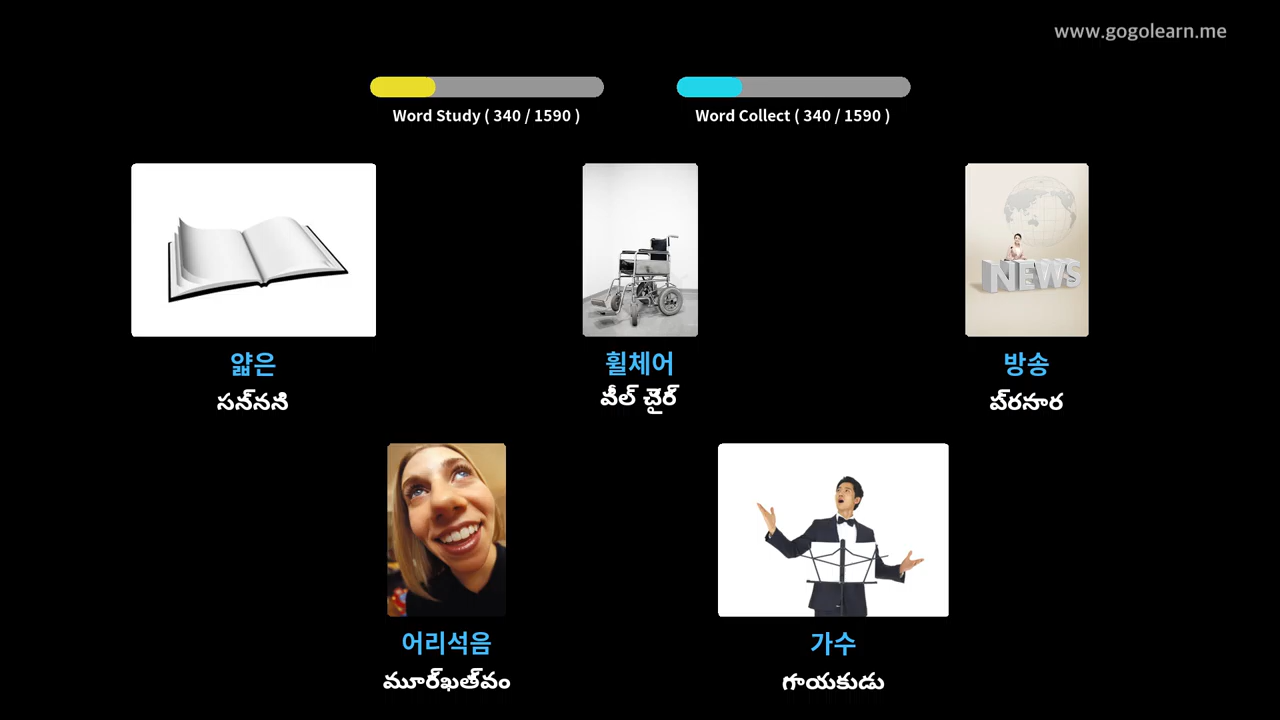 www.gogolearn.me
Word Study ( 340 / 1590 )
Word Collect ( 340 / 1590 )
NEWS
얇은
휠체어
방송
సన్‌నని
వీల్‌ చైర్
ప్‌రసార
어리석음
가수
మూర్‌ఖత్‌వం
గాయకుడు